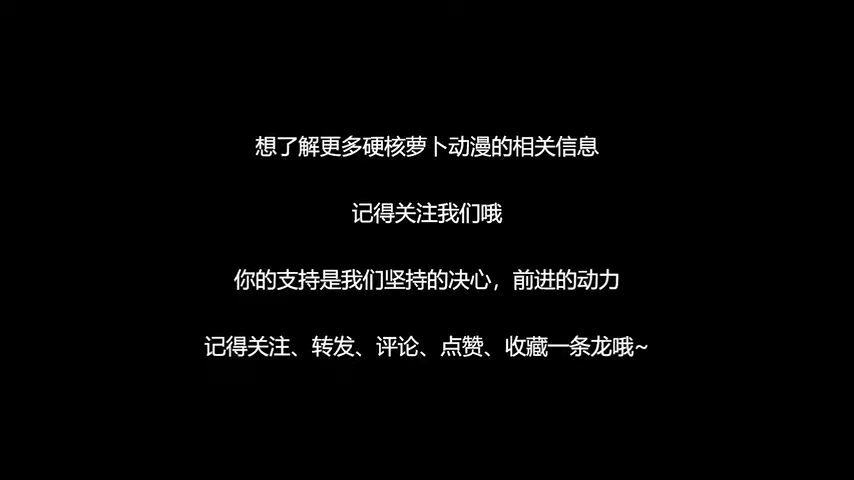 想了解更多硬核萝卜动漫的相关信息
记得关注我们哦
你的支持是我们坚持的决心，前进的动力
记得关注、转发、评论、点赞、收藏一条龙哦~